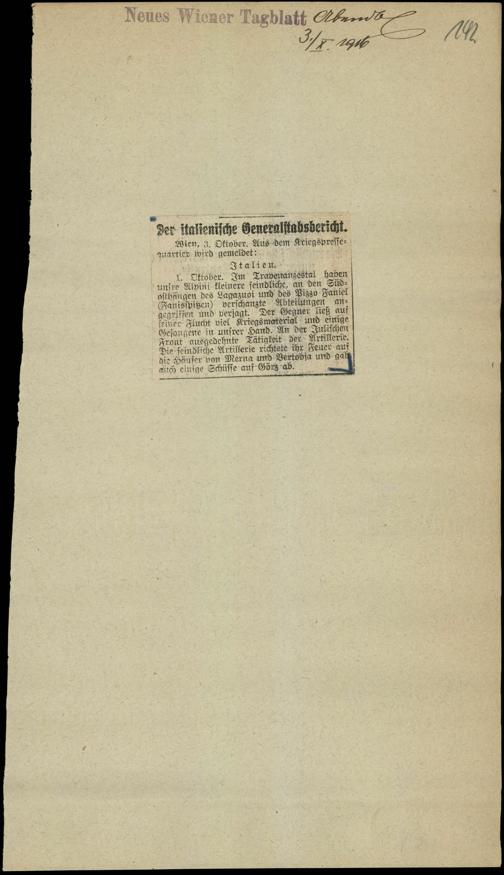 Neues Wiener Tagblatt Abendbl
3./X. 1916
142
Der italienische Generalstabsbericht.
Wien, 3. Oktober. Aus dem Kriegspresse-
quartier wird gemeldet:
Italien.
1. Oktober. Im Travenanzestal haben
unsre Alpini kleinere feindliche, an den Süd-
osthängen des Lagazuoi und des Pizzo Faniel
(Fanisspitzen) verschanzte Abteilungen an-
gegriffen und verjagt. Der Gegner ließ auf
seiner Flucht viel Kriegsmaterial und einige
Gefangene in unsrer Hand. An der Julischen
Front ausgedehnte Tätigkeit der Artillerie.
Die feindliche Artillerie richtete ihr Feuer auf
die Häuser von Merna und Vertobja und gab
auch einige Schüsse auf Görz ab.